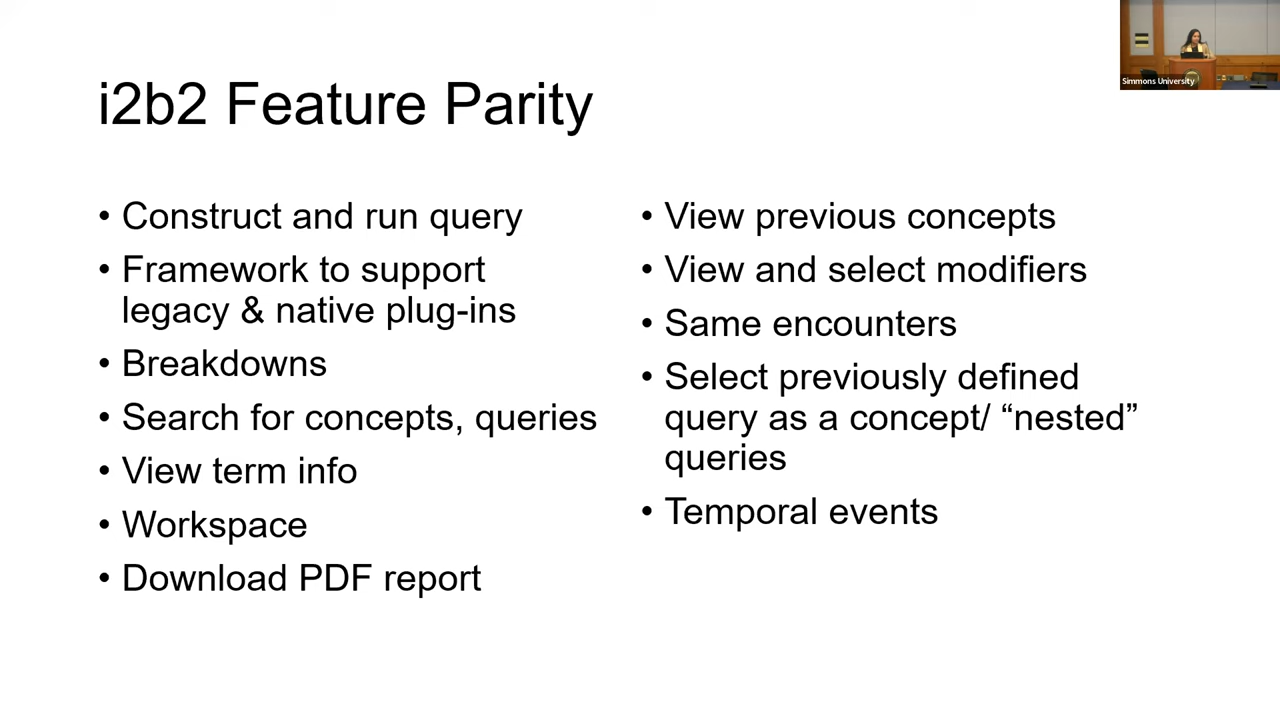 i2b2 Feature Parity
• Construct and run query
• Framework to support
legacy & native plug-ins
• Breakdowns
• Search for concepts, queries
• View term info
• Workspace
• Download PDF report
• View previous concepts
• View and select modifiers
• Same encounters
• Select previously defined
query as a concept/ “nested”
queries
• Temporal events
Simmons University